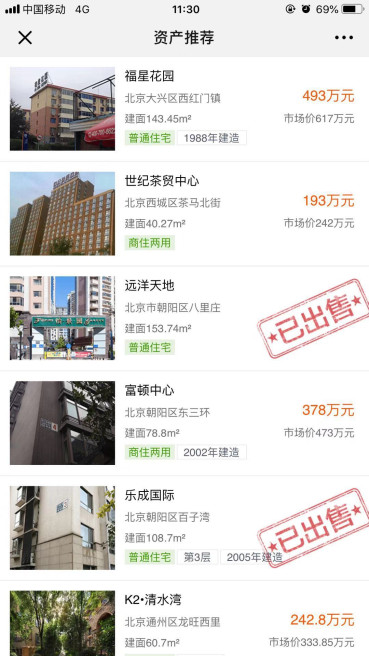 中国移动 4G 11:30 69%
资产推荐
福星花园
北京大兴区西红门镇 493万元
建面143.45m² 市场价617万元
普通住宅 1988年建造
世纪茶贸中心
北京西城区茶马北街 193万元
建面40.27m² 市场价242万元
商住两用
远洋天地
北京市朝阳区八里庄
建面153.74m² 已出售
普通住宅
富顿中心
北京朝阳区东三环 378万元
建面78.8m² 市场价473万元
商住两用 2002年建造
乐成国际
北京朝阳区百子湾
建面108.7m² 已出售
普通住宅 第3层 2005年建造
K2•清水湾
北京通州区龙旺西里 242.8万元
建面60.7m² 市场价333.85万元